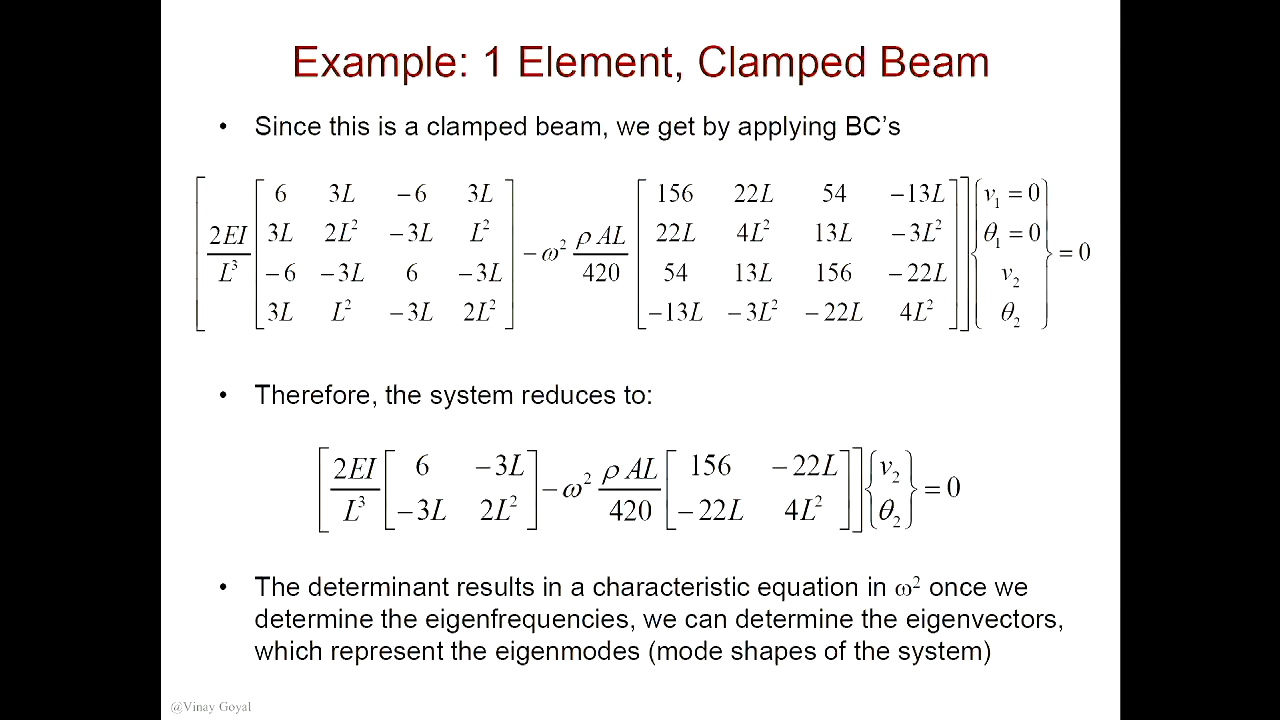 Example: 1 Element, Clamped Beam
• Since this is a clamped beam, we get by applying BC's
[ 2EI/L³ [ 6 3L −6 3L ; 3L 2L² −3L L² ; −6 −3L 6 −3L ; 3L L² −3L 2L² ] − ω² ρAL/420 [ 156 22L 54 −13L ; 22L 4L² 13L −3L² ; 54 13L 156 −22L ; −13L −3L² −22L 4L² ] ] { v₁ = 0 ; θ₁ = 0 ; v₂ ; θ₂ } = 0
• Therefore, the system reduces to:
[ 2EI/L³ [ 6 −3L ; −3L 2L² ] − ω² ρAL/420 [ 156 −22L ; −22L 4L² ] ] { v₂ ; θ₂ } = 0
• The determinant results in a characteristic equation in ω² once we
determine the eigenfrequencies, we can determine the eigenvectors,
which represent the eigenmodes (mode shapes of the system)
@Vinay Goyal